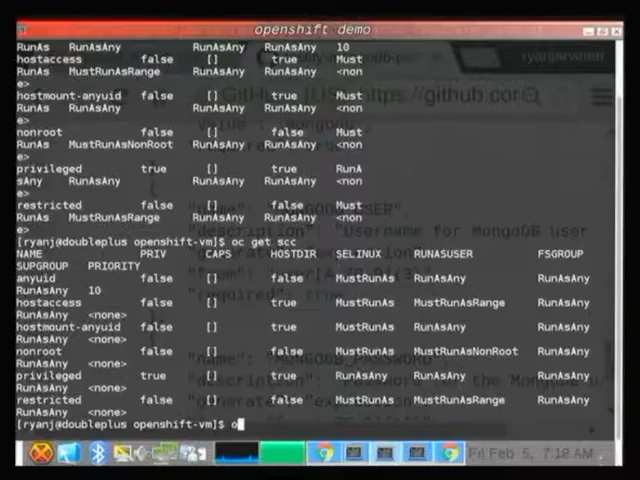 openshift demo
RunAs RunAsAny RunAsAny RunAsAny 10
hostaccess false [] true Must
RunAs MustRunAsRange RunAsAny <non
e>
hostmount-anyuid false [] true Must
RunAs RunAsAny RunAsAny <non
e>
nonroot false [] false Must
RunAs MustRunAsNonRoot RunAsAny <non
e>
privileged true [] true RunA
sAny RunAsAny RunAsAny <non
e>
restricted false [] false Must
RunAs MustRunAsRange RunAsAny <non
e>
[ryanj@doubleplus openshift-vm]$ oc get scc
NAME PRIV CAPS HOSTDIR SELINUX RUNASUSER FSGROUP
SUPGROUP PRIORITY
anyuid false [] false MustRunAs RunAsAny RunAsAny
RunAsAny 10
hostaccess false [] true MustRunAs MustRunAsRange RunAsAny
RunAsAny <none>
hostmount-anyuid false [] true MustRunAs RunAsAny RunAsAny
RunAsAny <none>
nonroot false [] false MustRunAs MustRunAsNonRoot RunAsAny
RunAsAny <none>
privileged true [] true RunAsAny RunAsAny RunAsAny
RunAsAny <none>
restricted false [] false MustRunAs MustRunAsRange RunAsAny
RunAsAny <none>
[ryanj@doubleplus openshift-vm]$ o
Fri Feb 5, 7:18 AM